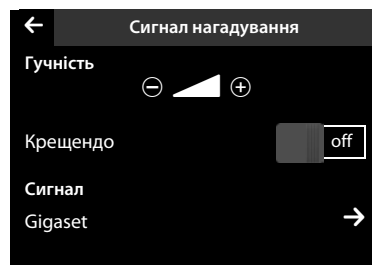 Сигнал нагадування
Гучність
Крещендо off
Сигнал
Gigaset